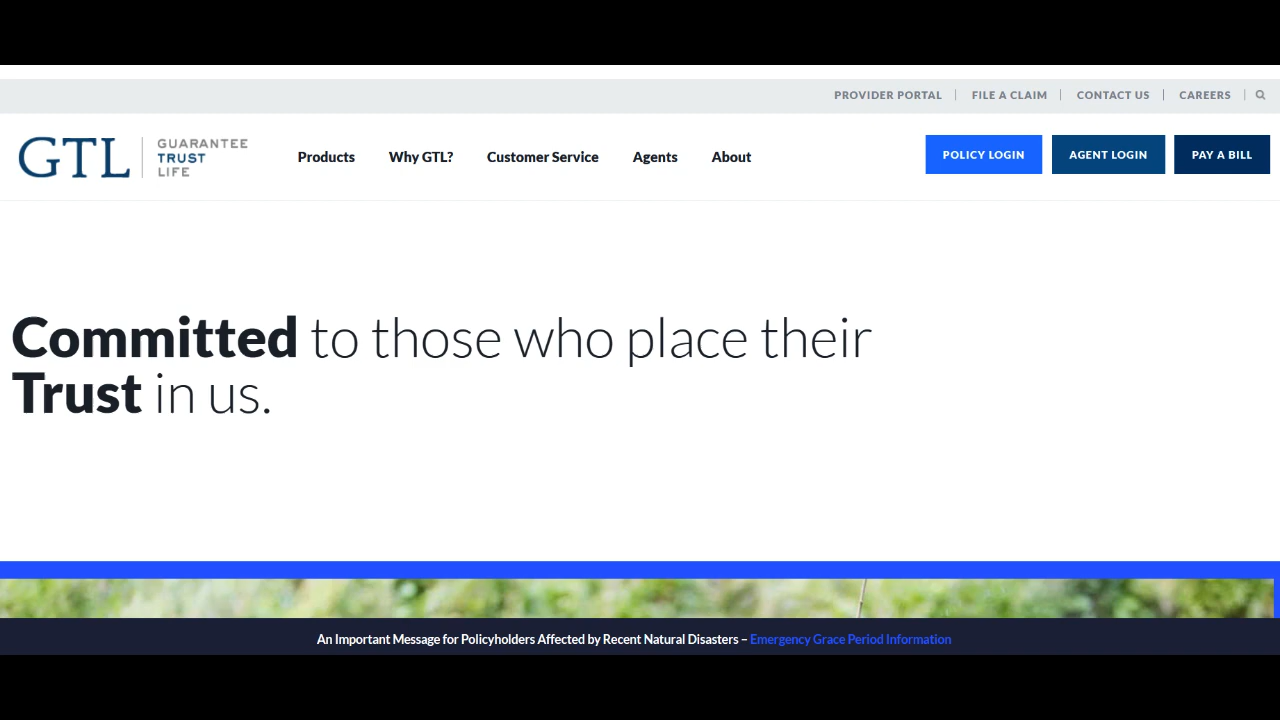 PROVIDER PORTAL | FILE A CLAIM | CONTACT US | CAREERS |
GTL GUARANTEE
TRUST
LIFE
Products Why GTL? Customer Service Agents About
POLICY LOGIN AGENT LOGIN PAY A BILL
Committed to those who place their
Trust in us.
An Important Message for Policyholders Affected by Recent Natural Disasters – Emergency Grace Period Information